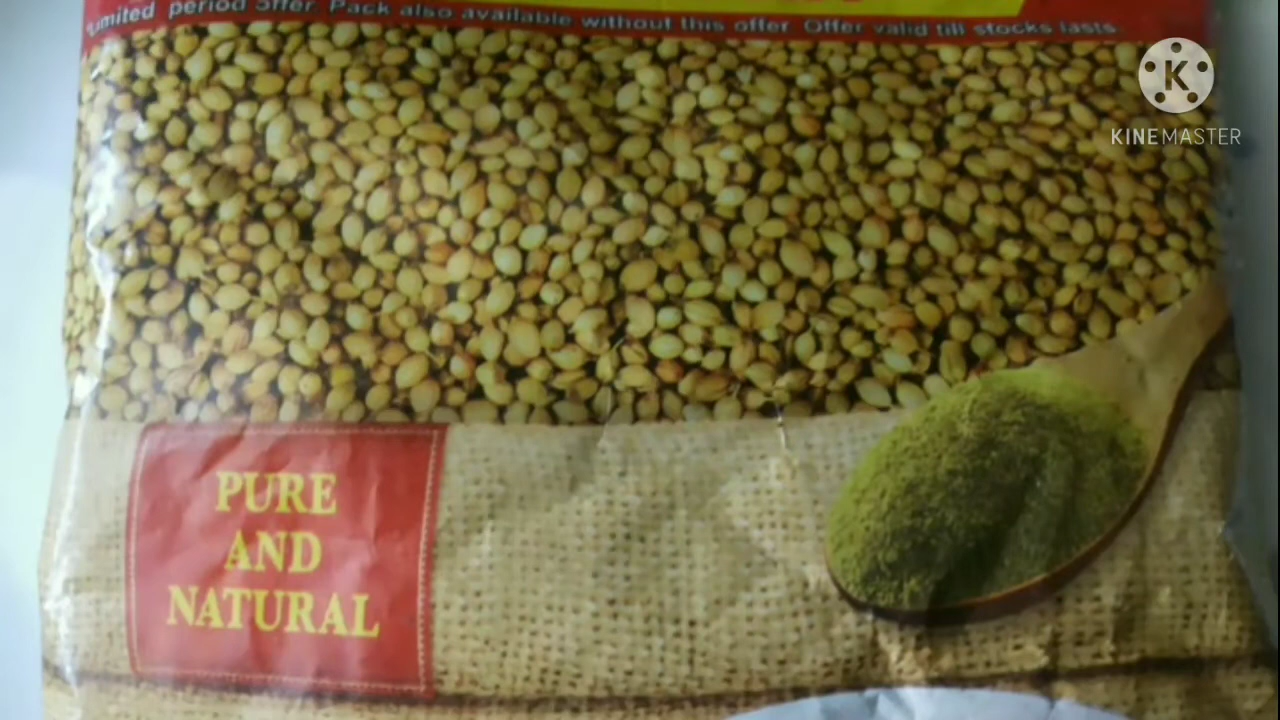 Limited period offer. Pack also available without this offer Offer valid till stocks lasts.
K
KINEMASTER
PURE
AND
NATURAL